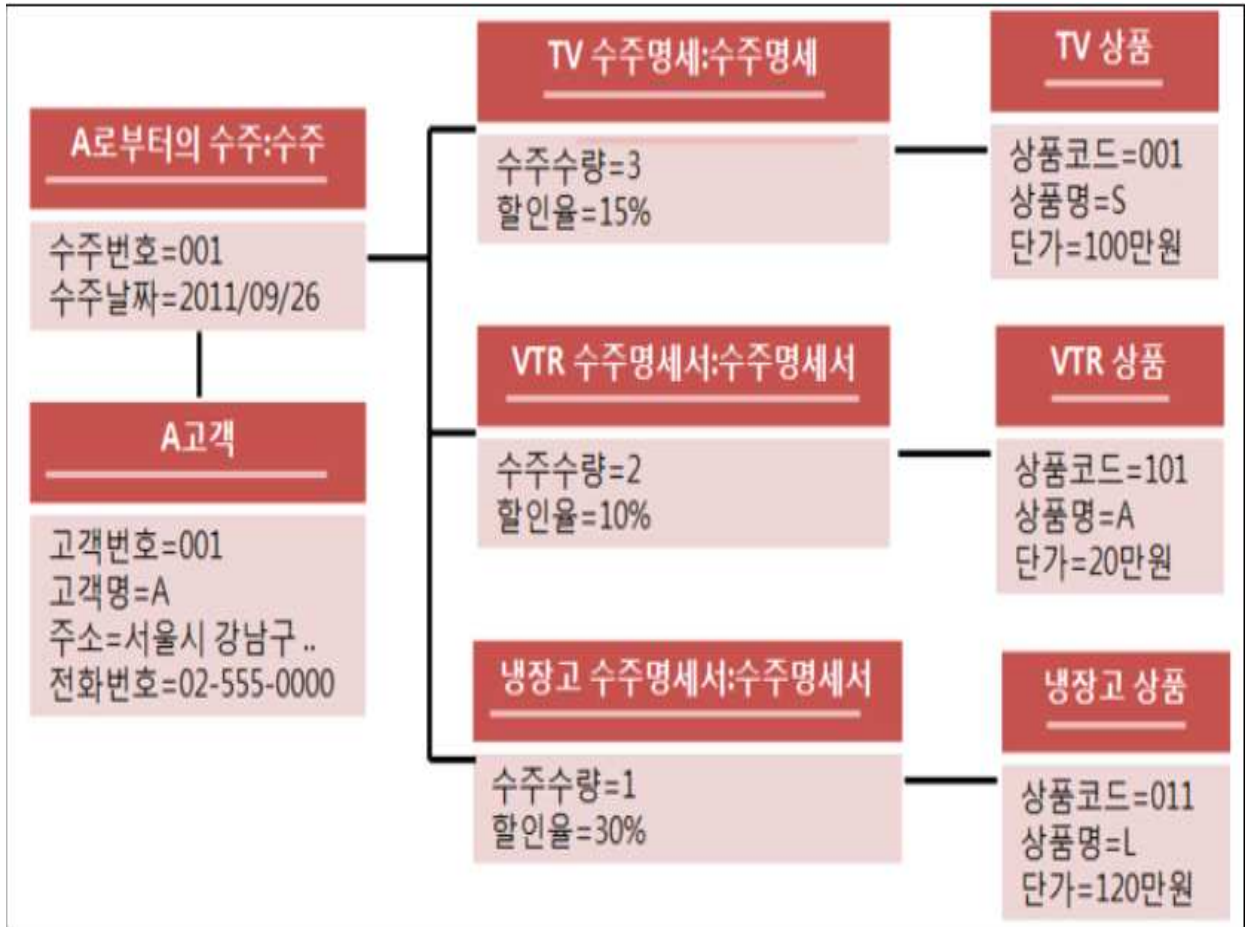 A로부터의 수주:수주
수주번호=001
수주날짜=2011/09/26
A고객
고객번호=001
고객명=A
주소=서울시 강남구 ..
전화번호=02-555-0000
TV 수주명세:수주명세
수주수량=3
할인율=15%
TV 상품
상품코드=001
상품명=S
단가=100만원
VTR 수주명세서:수주명세서
수주수량=2
할인율=10%
VTR 상품
상품코드=101
상품명=A
단가=20만원
냉장고 수주명세서:수주명세서
수주수량=1
할인율=30%
냉장고 상품
상품코드=011
상품명=L
단가=120만원